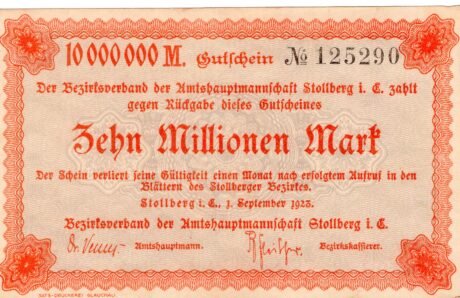 10 000 000 M. Gutschein № 125290
Der Bezirksverband der Amtshauptmannschaft Stollberg i. E. zahlt
gegen Rückgabe dieses Gutscheines
Zehn Millionen Mark
Der Schein verliert seine Gültigkeit einen Monat nach erfolgtem Aufruf in den
Blättern des Stollberger Bezirkes.
Stollberg i. E., 1. September 1923.
Bezirksverband der Amtshauptmannschaft Stollberg i. E.
Amtshauptmann. Bezirkskassierer.